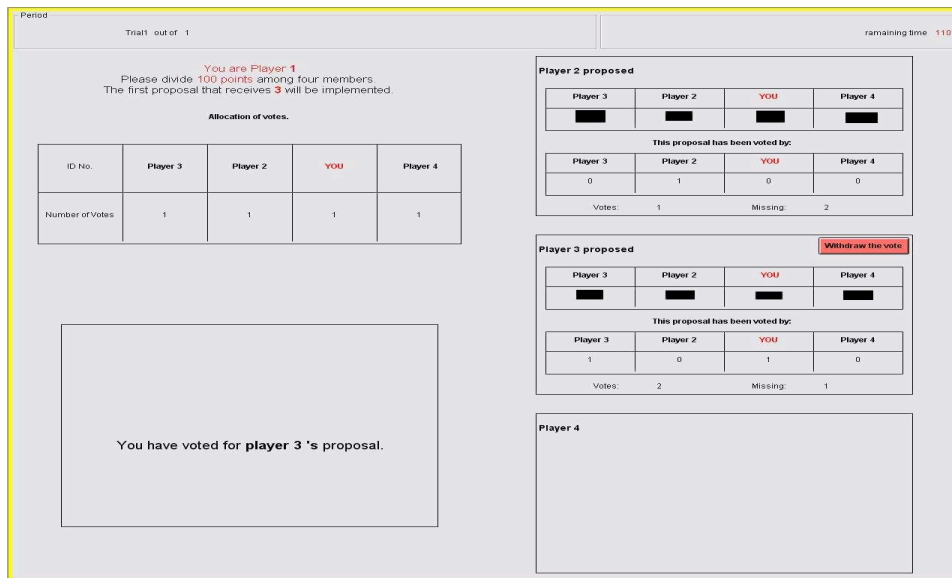 Period
Trial1 out of 1
ramaining time 110
You are Player 1
Please divide 100 points among four members.
The first proposal that receives 3 will be implemented.
Allocation of votes.
ID No. Player 3 Player 2 YOU Player 4
Number of Votes 1 1 1 1
You have voted for player 3 's proposal.
Player 2 proposed
Player 3 Player 2 YOU Player 4
This proposal has been voted by:
Player 3 Player 2 YOU Player 4
0 1 0 0
Votes: 1 Missing: 2
Player 3 proposed
Withdraw the vote
Player 3 Player 2 YOU Player 4
This proposal has been voted by:
Player 3 Player 2 YOU Player 4
1 0 1 0
Votes: 2 Missing: 1
Player 4